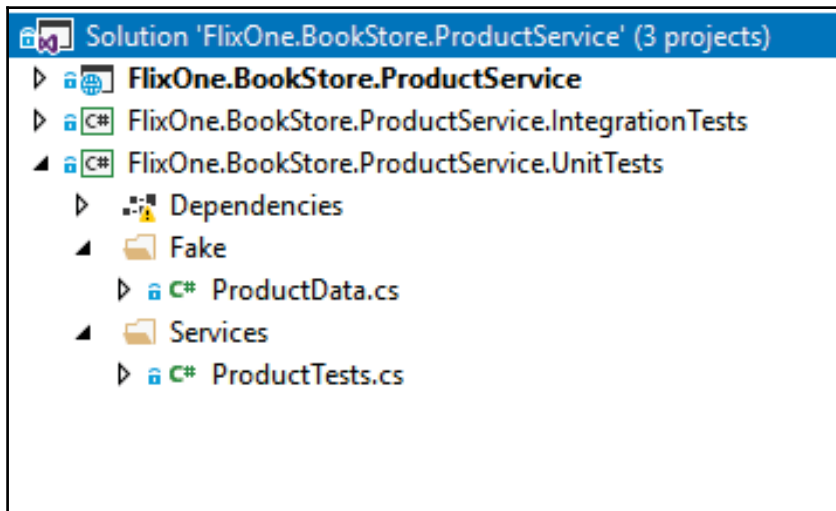 Solution 'FlixOne.BookStore.ProductService' (3 projects)
FlixOne.BookStore.ProductService
C# FlixOne.BookStore.ProductService.IntegrationTests
C# FlixOne.BookStore.ProductService.UnitTests
Dependencies
Fake
C# ProductData.cs
Services
C# ProductTests.cs